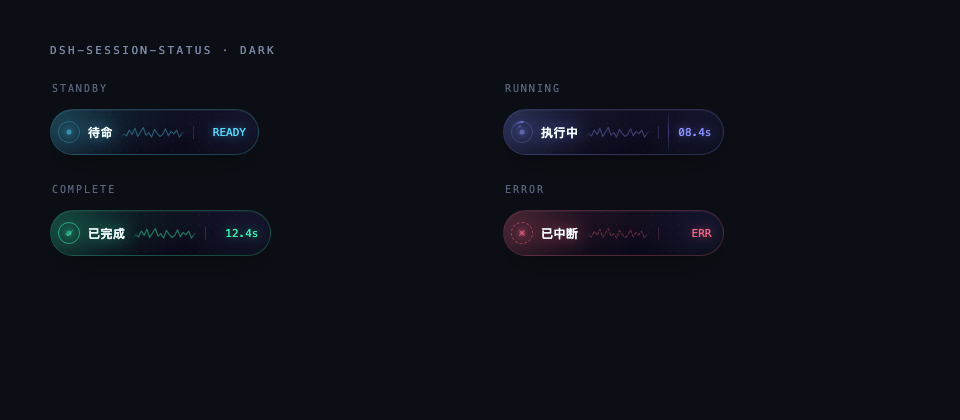 DSH-SESSION-STATUS · DARK
STANDBY
待命 READY
RUNNING
执行中 08.4s
COMPLETE
已完成 12.4s
ERROR
已中断 ERR